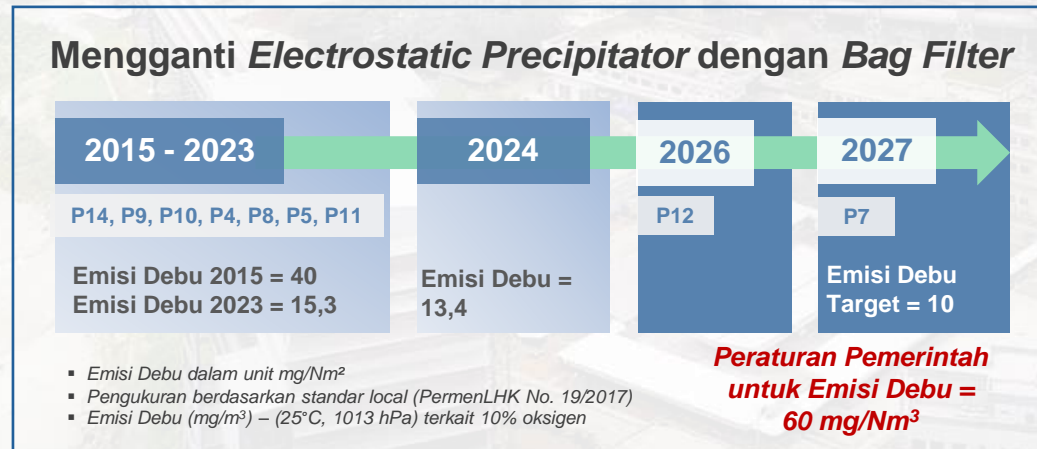 Mengganti Electrostatic Precipitator dengan Bag Filter
2015 - 2023
2024
2026
2027
P14, P9, P10, P4, P8, P5, P11
P12
P7
Emisi Debu 2015 = 40
Emisi Debu 2023 = 15,3
Emisi Debu =
13,4
Emisi Debu
Target = 10
▪ Emisi Debu dalam unit mg/Nm²
▪ Pengukuran berdasarkan standar local (PermenLHK No. 19/2017)
▪ Emisi Debu (mg/m³) – (25°C, 1013 hPa) terkait 10% oksigen
Peraturan Pemerintah
untuk Emisi Debu =
60 mg/Nm³